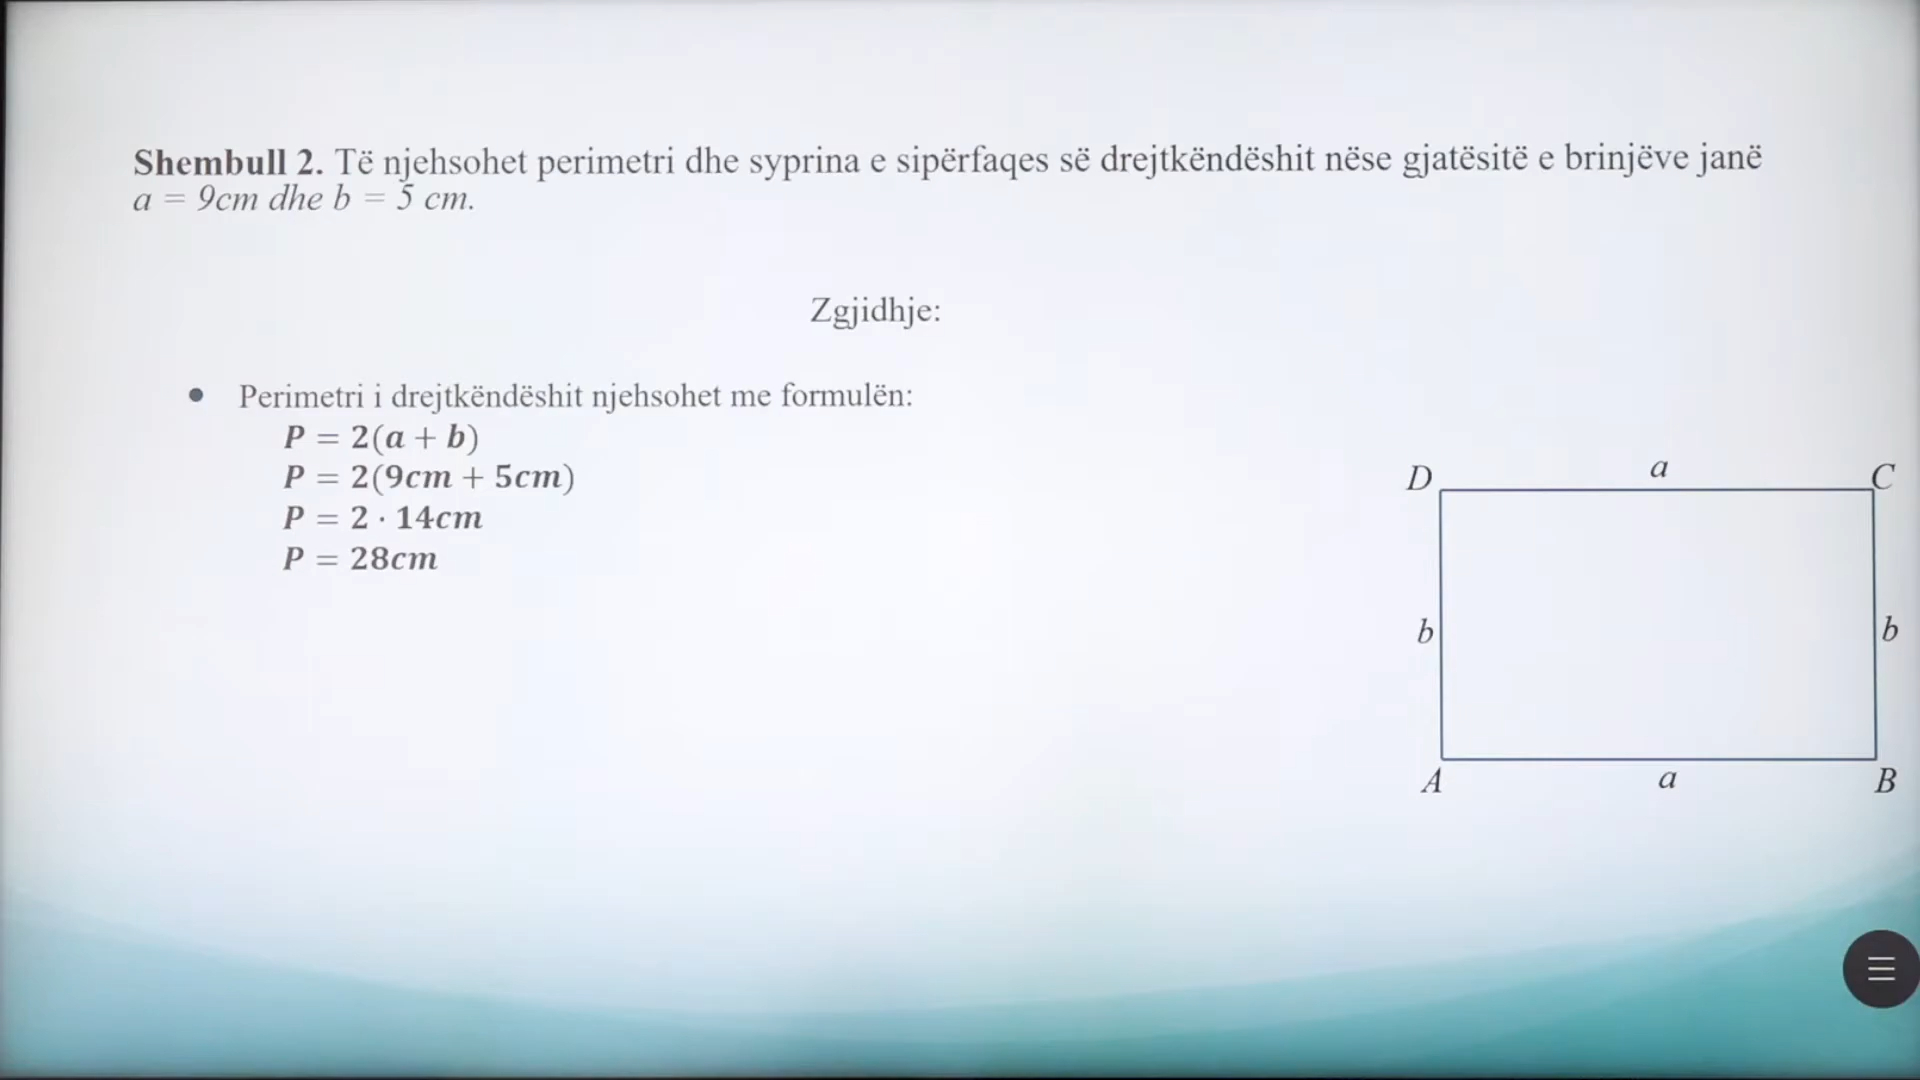 Shembull 2. Të njehsohet perimetri dhe syprina e sipërfaqes së drejtkëndëshit nëse gjatësitë e brinjëve janë
a = 9cm dhe b = 5 cm.
Zgjidhje:
• Perimetri i drejtkëndëshit njehsohet me formulën:
P = 2(a + b)
P = 2(9cm + 5cm)
P = 2 · 14cm
P = 28cm
D a C
b b
A a B